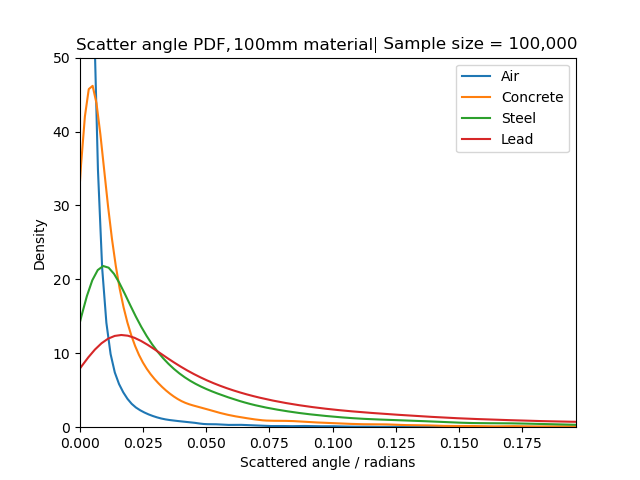 Scatter angle PDF, 100mm material| Sample size = 100,000
Air
Concrete
Steel
Lead
Density
50
40
30
20
10
0
0.000 0.025 0.050 0.075 0.100 0.125 0.150 0.175
Scattered angle / radians